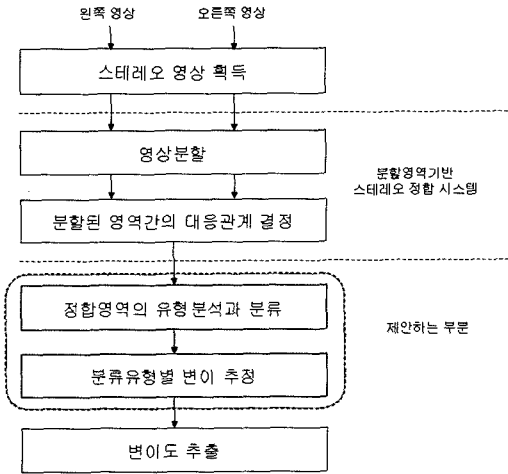 왼쪽 영상
오른쪽 영상
스테레오 영상 획득
영상분할
분할영역기반
스테레오 정합 시스템
분할된 영역간의 대응관계 결정
정합영역의 유형분석과 분류
제안하는 부분
분류유형별 변이 추정
변이도 추출